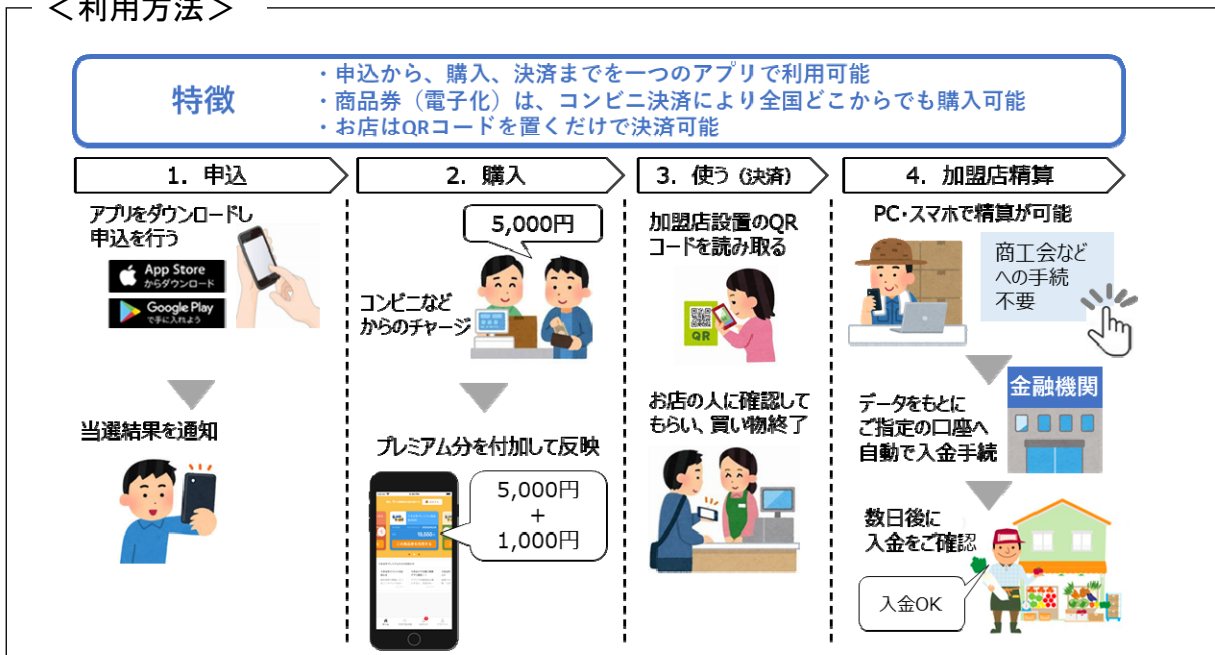 ＜利用方法＞
特徴
・申込から、購入、決済までを一つのアプリで利用可能
・商品券（電子化）は、コンビニ決済により全国どこからでも購入可能
・お店はQRコードを置くだけで決済可能
1. 申込
アプリをダウンロードし
申込を行う
App Store
からダウンロード
Google Play
で手に入れよう
当選結果を通知
2. 購入
5,000円
コンビニなど
からのチャージ
プレミアム分を付加して反映
5,000円
+
1,000円
3. 使う（決済）
加盟店設置のQR
コードを読み取る
QR
お店の人に確認して
もらい、買い物終了
4. 加盟店精算
PC・スマホで精算が可能
商工会など
への手続
不要
金融機関
データをもとに
ご指定の口座へ
自動で入金手続
数日後に
入金をご確認
入金OK